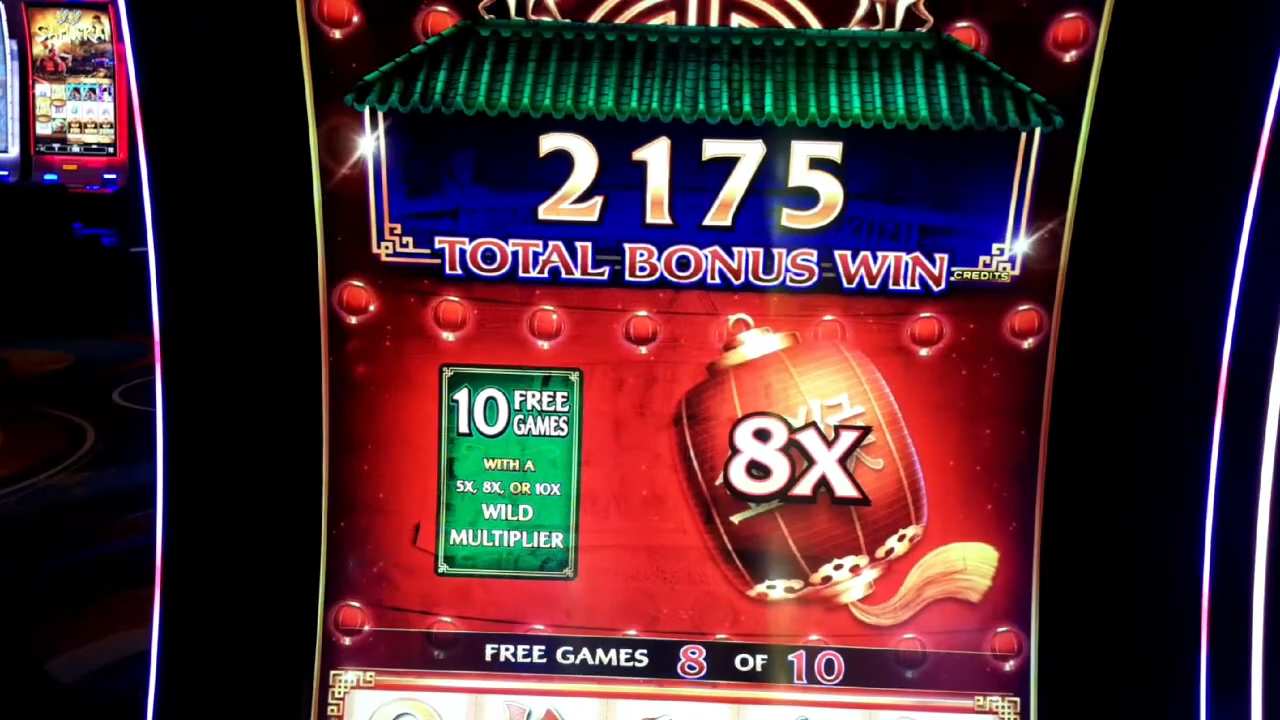 SAMURAI
2175
TOTAL BONUS WIN
CREDITS
10 FREE GAMES
WITH A
5X, 8X, OR 10X
WILD
MULTIPLIER
8X
FREE GAMES 8 OF 10